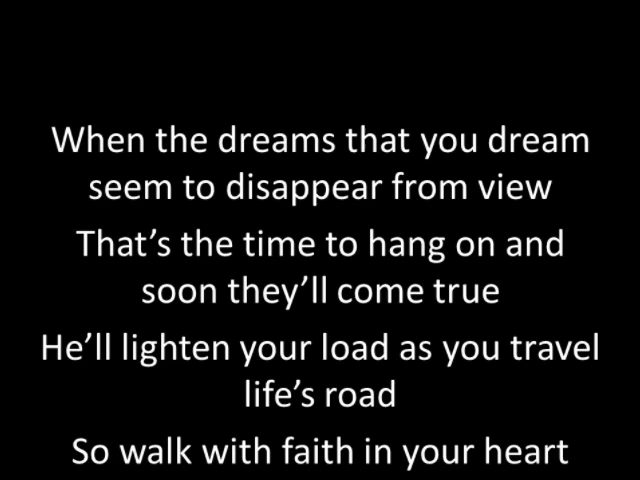 When the dreams that you dream
seem to disappear from view
That’s the time to hang on and
soon they’ll come true
He’ll lighten your load as you travel
life’s road
So walk with faith in your heart